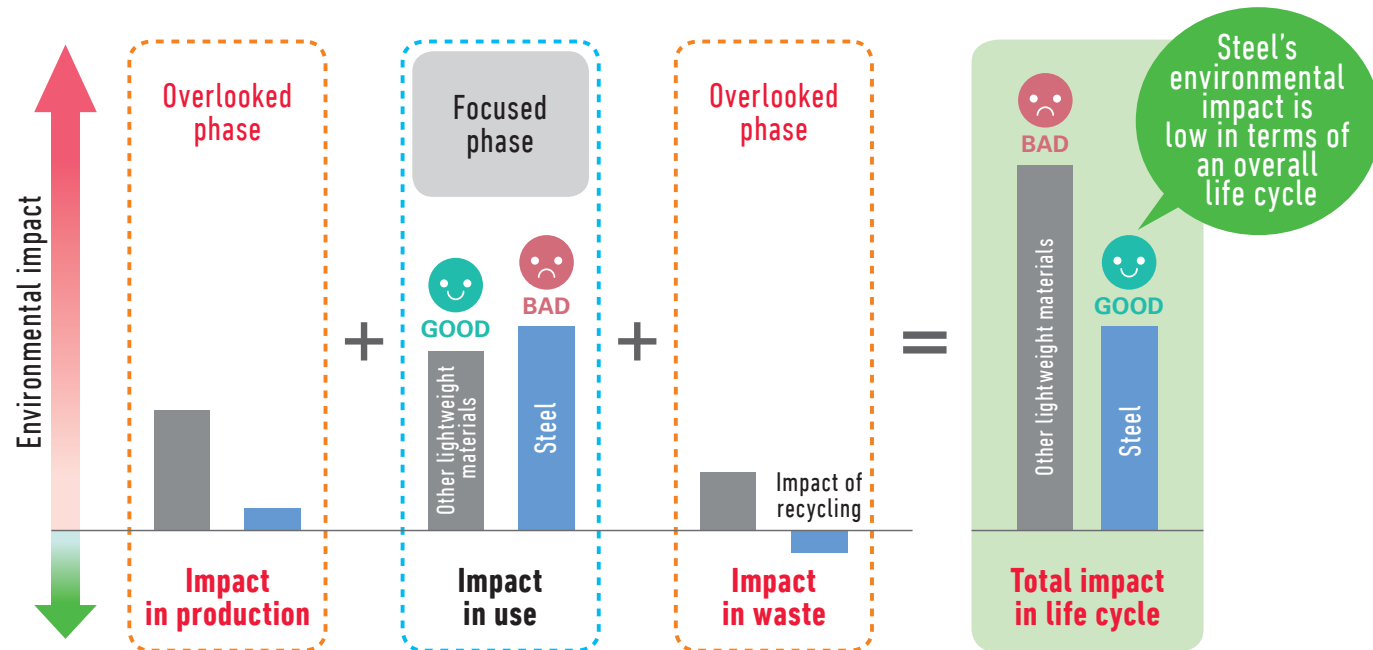 Environmental impact
Overlooked
phase
Impact
in production
+
Focused
phase
GOOD
BAD
Other lightweight
materials
Steel
Impact
in use
+
Overlooked
phase
Impact of
recycling
Impact
in waste
=
BAD
GOOD
Other lightweight materials
Steel
Total impact
in life cycle
Steel's
environmental
impact is
low in terms of
an overall
life cycle